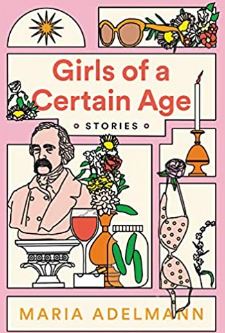 Girls of a
Certain Age
STORIES
MARIA ADELMANN